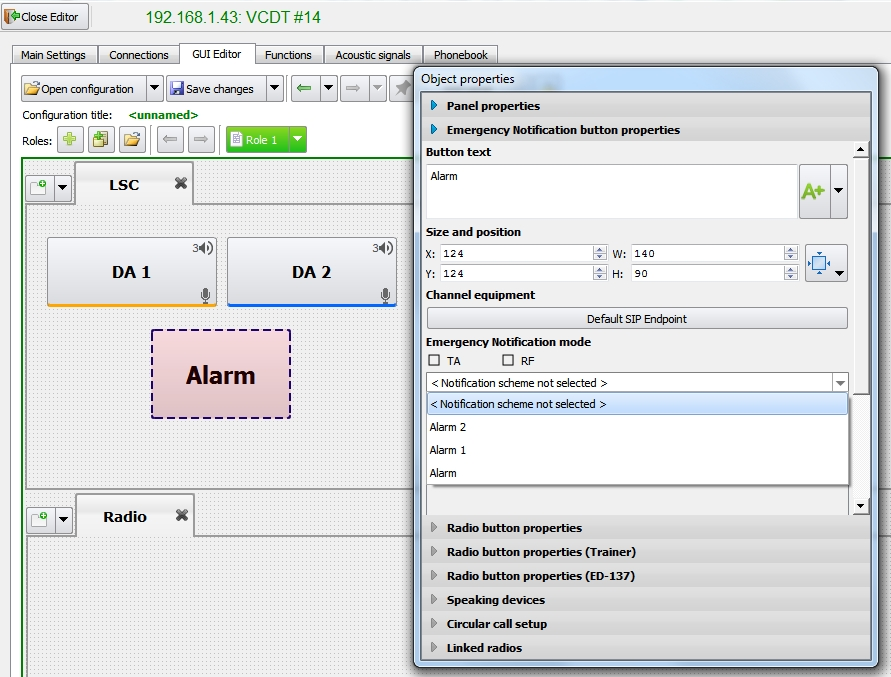 Close Editor
192.168.1.43: VCDT #14
Main Settings
Connections
GUI Editor
Functions
Acoustic signals
Phonebook
Open configuration
Save changes
Configuration title: <unnamed>
Roles:
Role 1
LSC
3
DA 1
3
DA 2
Alarm
Radio
Object properties
Panel properties
Emergency Notification button properties
Button text
Alarm
A+
Size and position
X: 124
W: 140
Y: 124
H: 90
Channel equipment
Default SIP Endpoint
Emergency Notification mode
TA
RF
< Notification scheme not selected >
< Notification scheme not selected >
Alarm 2
Alarm 1
Alarm
Radio button properties
Radio button properties (Trainer)
Radio button properties (ED-137)
Speaking devices
Circular call setup
Linked radios